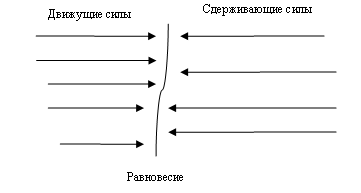 Движущие силы
Сдерживающие силы
Равновесие